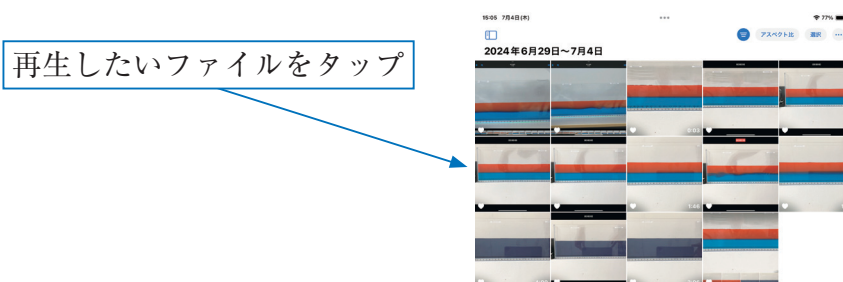 15:05 7月4日(木)
77%
アスペクト比
選択
2024年6月29日〜7月4日
再生したいファイルをタップ
0:03
1:46